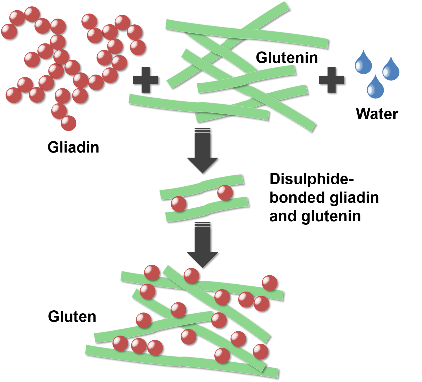 Glutenin
Water
Gliadin
Disulphide-
bonded gliadin
and glutenin
Gluten